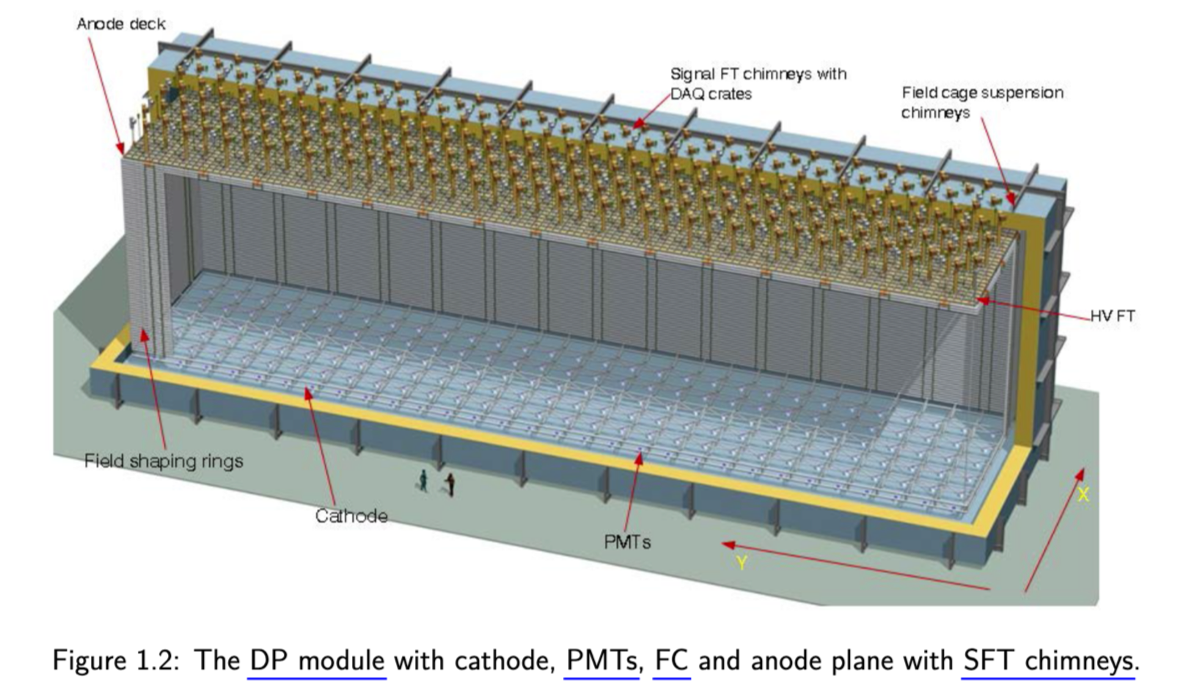 Anode deck
Signal FT chimneys with
DAQ crates
Field cage suspension
chimneys
HV FT
Field shaping rings
Cathode
PMTs
X
Y
Figure 1.2: The DP module with cathode, PMTs, FC and anode plane with SFT chimneys.